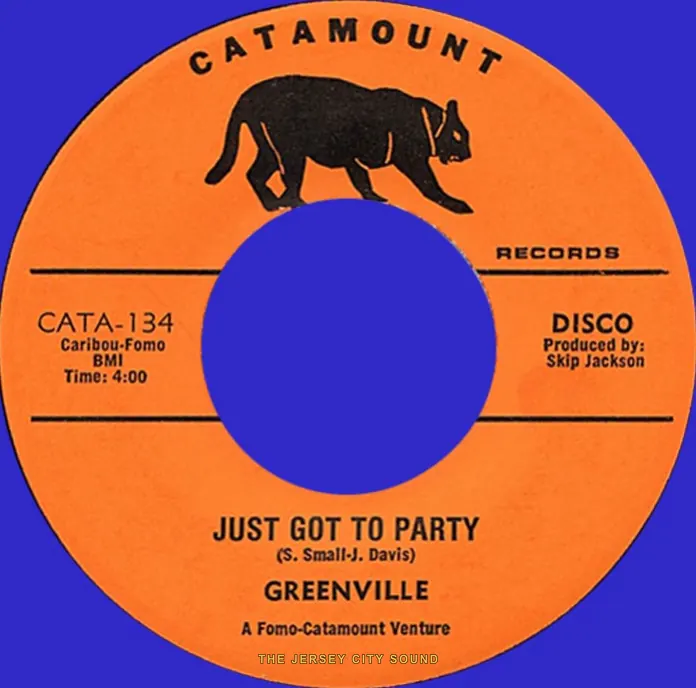 CATAMOUNT
RECORDS
CATA-134
Caribou-Fomo
BMI
Time: 4:00
DISCO
Produced by:
Skip Jackson
JUST GOT TO PARTY
(S. Small-J. Davis)
GREENVILLE
A Fomo-Catamount Venture
THE JERSEY CITY SOUND